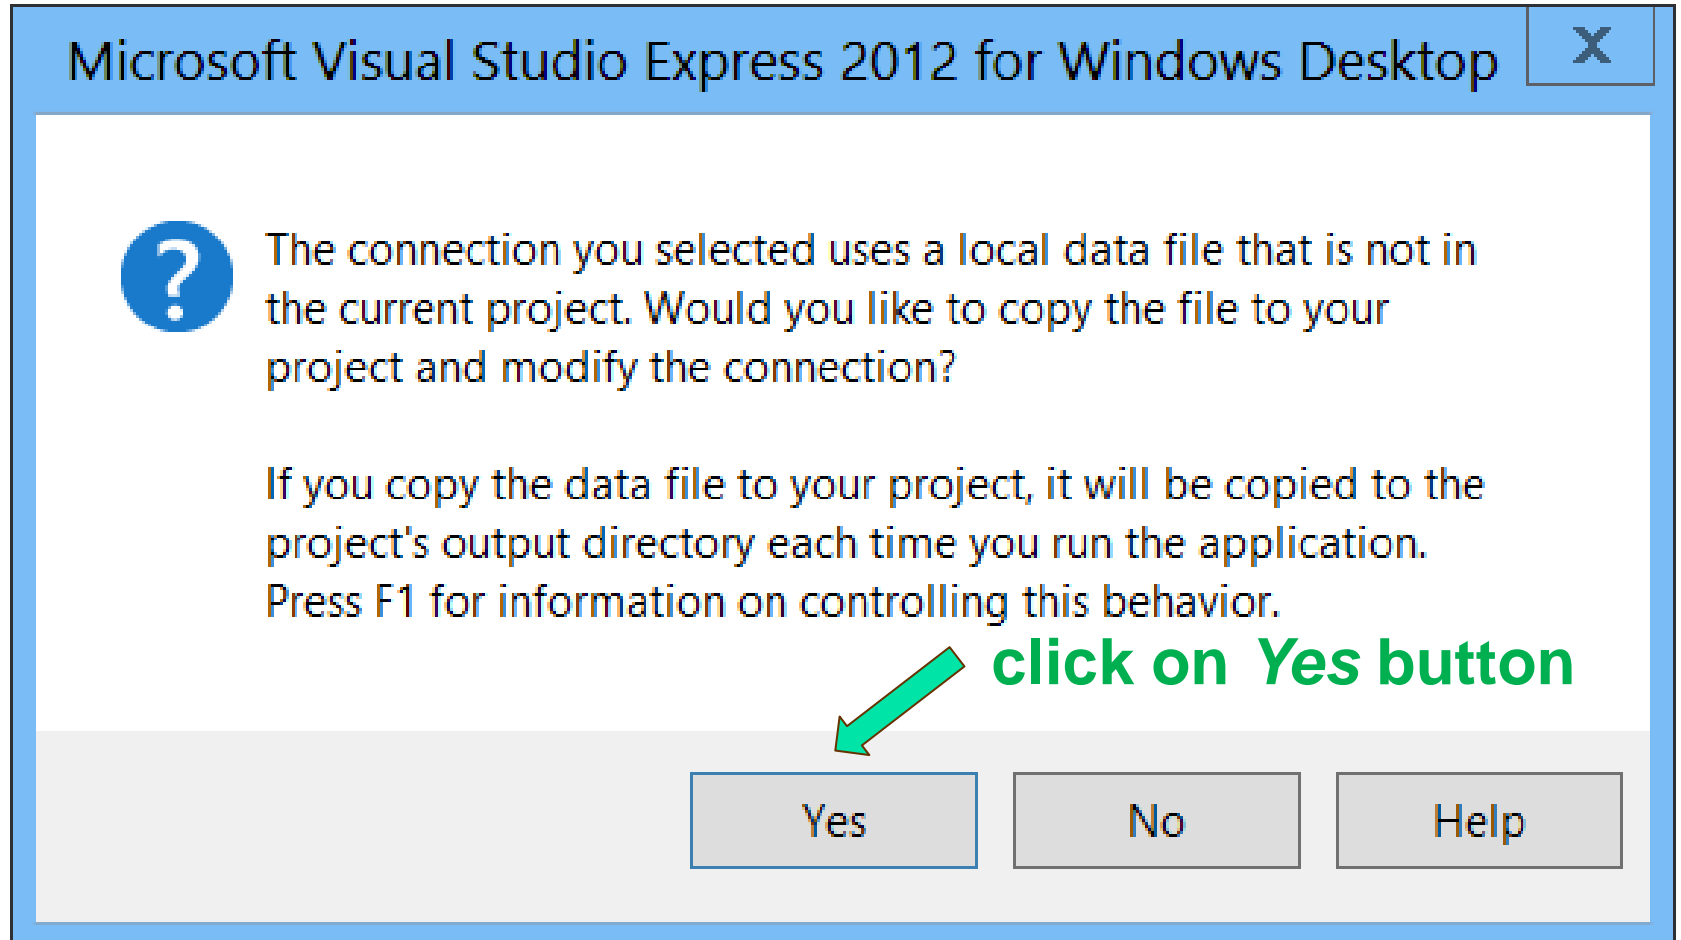 Microsoft Visual Studio Express 2012 for Windows Desktop
X
?
The connection you selected uses a local data file that is not in
the current project. Would you like to copy the file to your
project and modify the connection?
If you copy the data file to your project, it will be copied to the
project's output directory each time you run the application.
Press F1 for information on controlling this behavior.
click on Yes button
Yes
No
Help